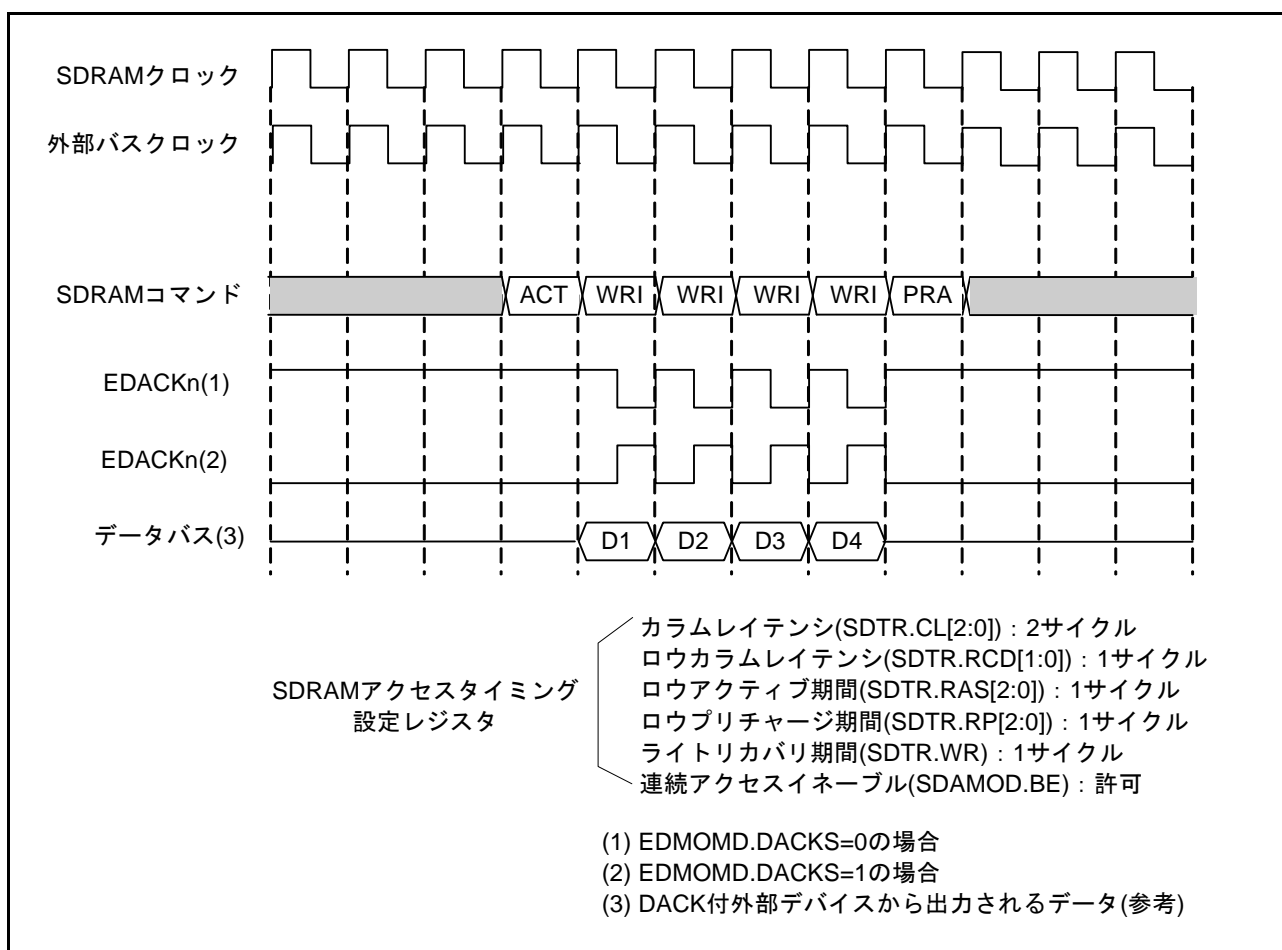 SDRAMクロック
外部バスクロック
SDRAMコマンド
ACT WRI WRI WRI WRI PRA
EDACKn(1)
EDACKn(2)
データバス(3)
D1 D2 D3 D4
SDRAMアクセスタイミング
設定レジスタ
カラムレイテンシ(SDTR.CL[2:0])：2サイクル
ロウカラムレイテンシ(SDTR.RCD[1:0])：1サイクル
ロウアクティブ期間(SDTR.RAS[2:0])：1サイクル
ロウプリチャージ期間(SDTR.RP[2:0])：1サイクル
ライトリカバリ期間(SDTR.WR)：1サイクル
連続アクセスイネーブル(SDAMOD.BE)：許可
(1) EDMOMD.DACKS=0の場合
(2) EDMOMD.DACKS=1の場合
(3) DACK付外部デバイスから出力されるデータ(参考)